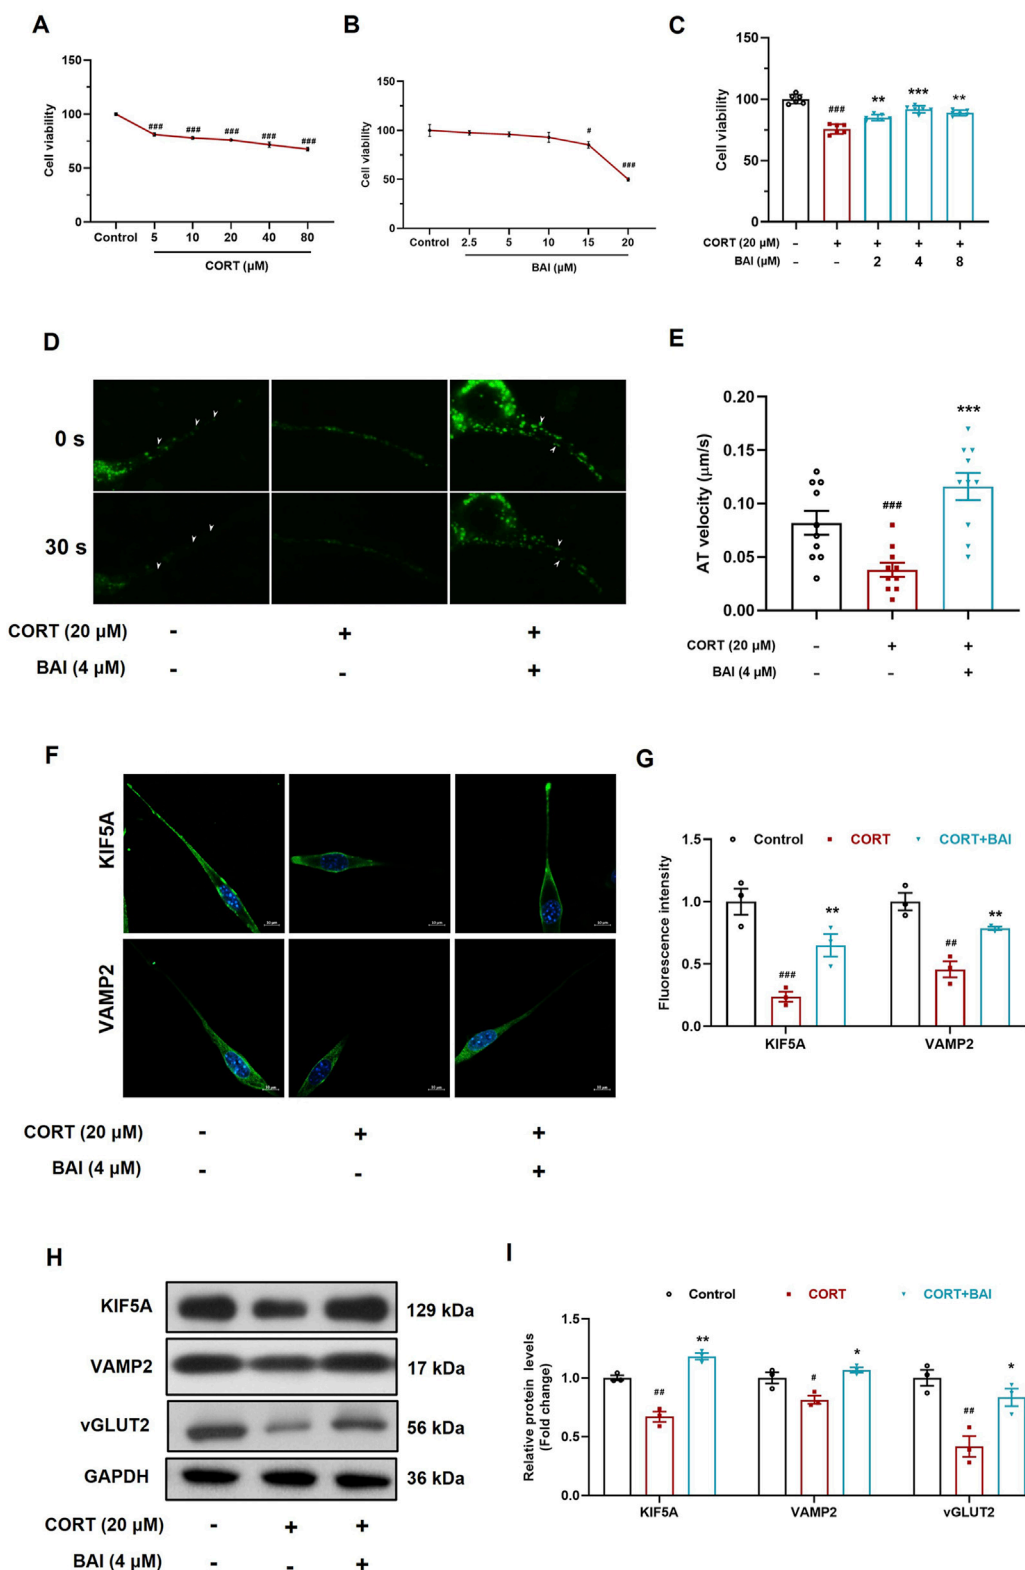 A
B
C
150
100
50
0
Cell viability
###
###
###
###
###
Control
5
10
20
40
80
CORT (µM)
150
100
50
0
Cell viability
#
###
Control
2.5
5
10
15
20
BAI (µM)
150
100
50
0
Cell viability
###
**
***
**
CORT (20 µM) - + + + +
BAI (µM) - - 2 4 8
D
0 s
30 s
CORT (20 µM) - + +
BAI (4 µM) - - +
E
0.20
0.15
0.10
0.05
0.00
AT velocity (µm/s)
###
***
CORT (20 µM) - + +
BAI (4 µM) - - +
F
KIF5A
VAMP2
CORT (20 µM) - + +
BAI (4 µM) - - +
G
Control CORT CORT+BAI
1.5
1.0
0.5
0.0
Fluorescence intensity
###
**
##
**
KIF5A VAMP2
H
KIF5A 129 kDa
VAMP2 17 kDa
vGLUT2 56 kDa
GAPDH 36 kDa
CORT (20 µM) - + +
BAI (4 µM) - - +
I
Control CORT CORT+BAI
1.5
1.0
0.5
0.0
Relative protein levels
(Fold change)
##
**
#
*
##
*
KIF5A VAMP2 vGLUT2